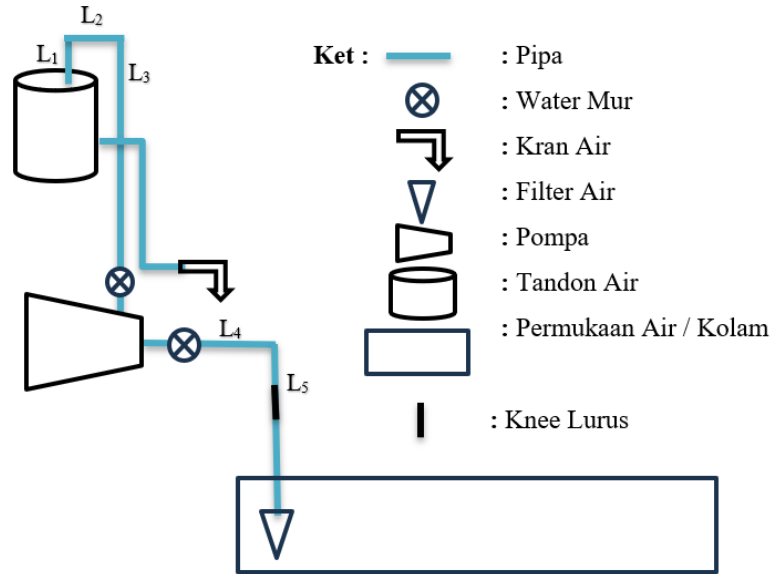 L₂
L₁
L₃
L₄
L₅
Ket :
: Pipa
: Water Mur
: Kran Air
: Filter Air
: Pompa
: Tandon Air
: Permukaan Air / Kolam
: Knee Lurus